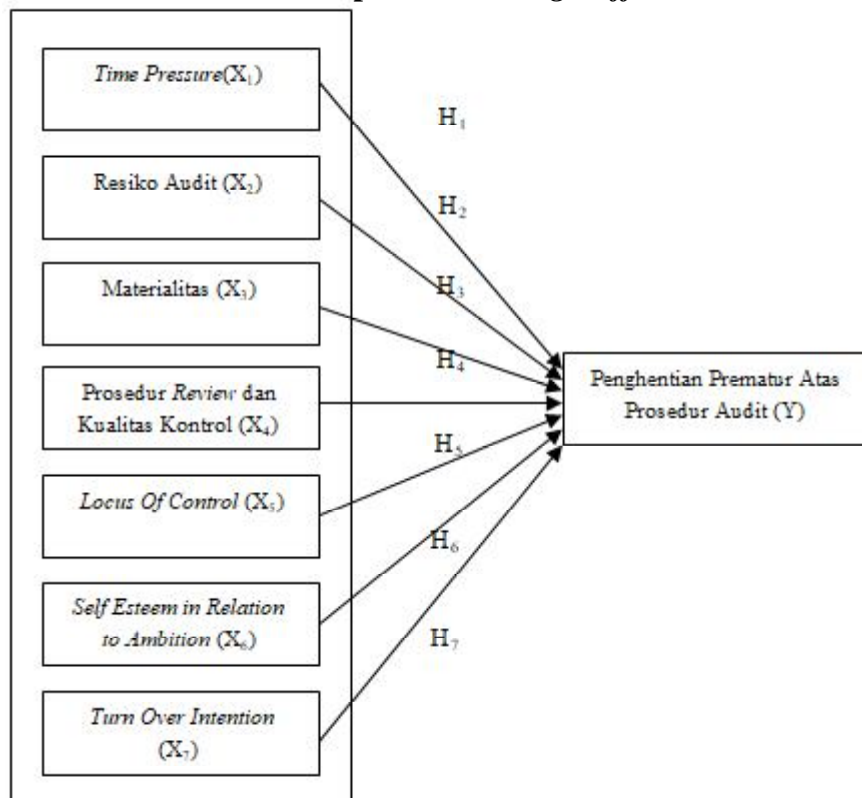 Time Pressure(X₁)
H₁
Resiko Audit (X₂)
H₂
Materialitas (X₃)
H₃
Prosedur Review dan
Kualitas Kontrol (X₄)
H₄
Penghentian Prematur Atas
Prosedur Audit (Y)
Locus Of Control (X₅)
H₅
Self Esteem in Relation
to Ambition (X₆)
H₆
Turn Over Intention
(X₇)
H₇